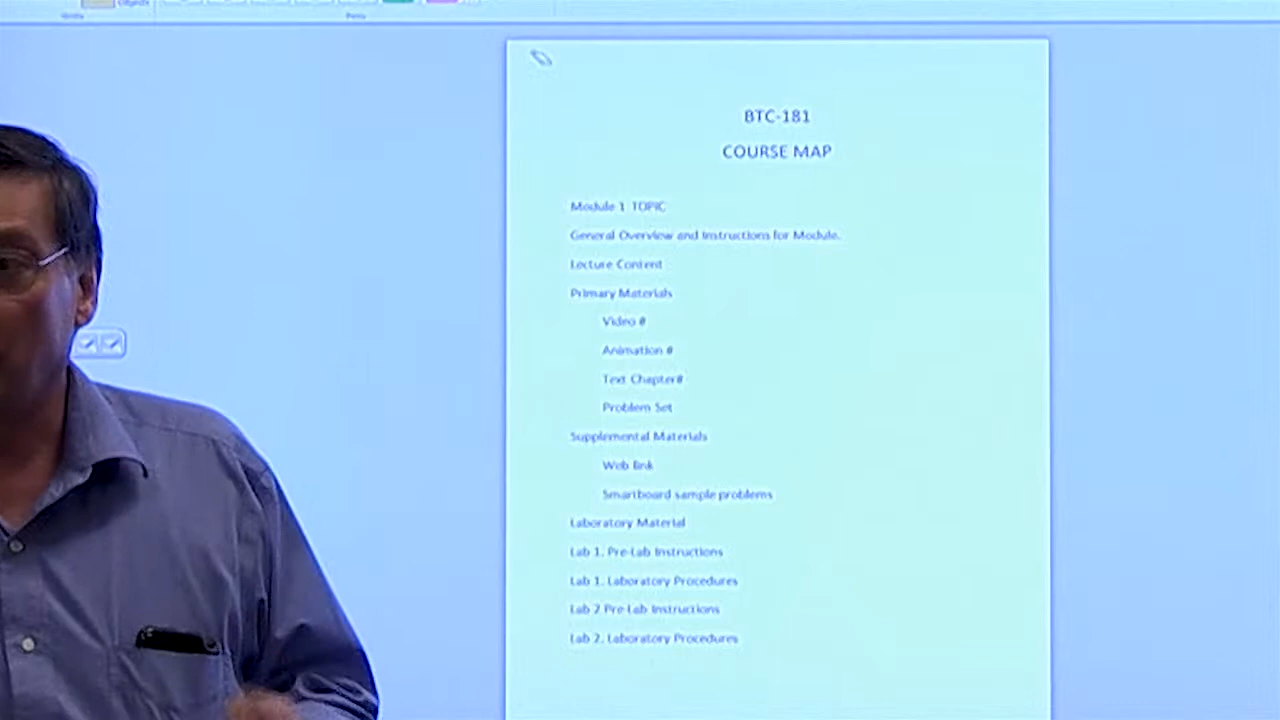 Objects
Pens
BTC-181
COURSE MAP
Module 1 TOPIC
General Overview and Instructions for Module.
Lecture Content
Primary Materials
Video #
Animation #
Text Chapter#
Problem Set
Supplemental Materials
Web link
Smartboard sample problems
Laboratory Material
Lab 1. Pre-Lab Instructions
Lab 1. Laboratory Procedures
Lab 2 Pre-Lab Instructions
Lab 2. Laboratory Procedures